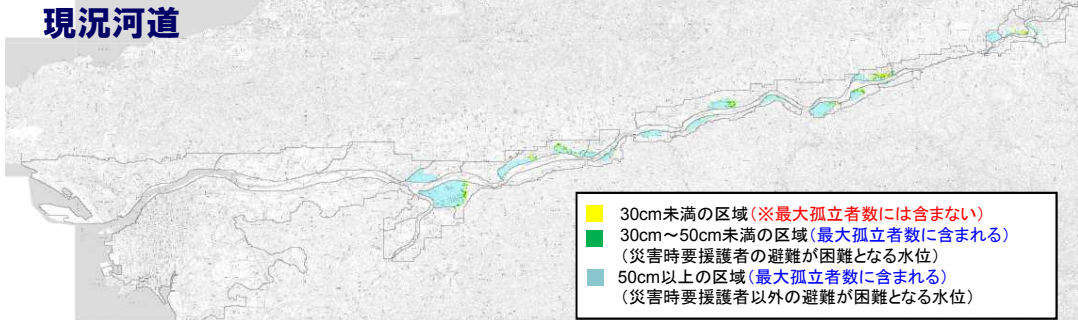 現況河道
30cm未満の区域(※最大孤立者数には含まない)
30cm~50cm未満の区域(最大孤立者数に含まれる)
(災害時要援護者の避難が困難となる水位)
50cm以上の区域(最大孤立者数に含まれる)
(災害時要援護者以外の避難が困難となる水位)